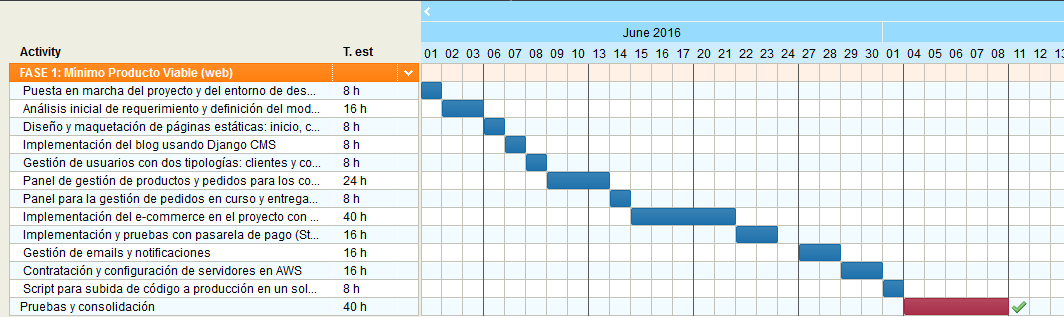 June 2016
Activity T. est 01 02 03 06 07 08 09 10 13 14 15 16 17 20 21 22 23 24 27 28 29 30 01 04 05 06 07 08 11 12 13
FASE 1: Mínimo Producto Viable (web)
Puesta en marcha del proyecto y del entorno de des... 8 h
Análisis inicial de requerimiento y definición del mod... 16 h
Diseño y maquetación de páginas estáticas: inicio, c... 8 h
Implementación del blog usando Django CMS 8 h
Gestión de usuarios con dos tipologías: clientes y co... 8 h
Panel de gestión de productos y pedidos para los co... 24 h
Panel para la gestión de pedidos en curso y entrega... 8 h
Implementación del e-commerce en el proyecto con ... 40 h
Implementación y pruebas con pasarela de pago (St... 16 h
Gestión de emails y notificaciones 16 h
Contratación y configuración de servidores en AWS 16 h
Script para subida de código a producción en un sol... 8 h
Pruebas y consolidación 40 h